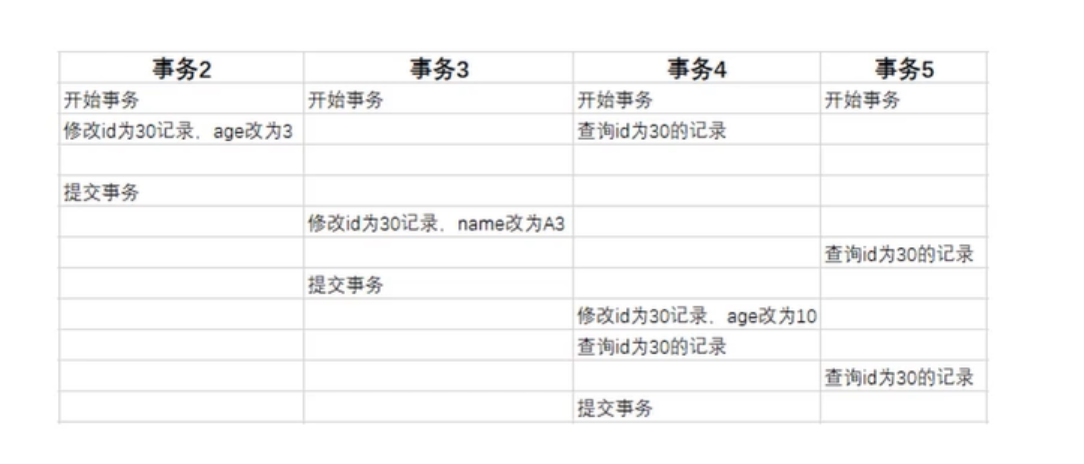 事务2 事务3 事务4 事务5
开始事务 开始事务 开始事务 开始事务
修改id为30记录，age改为3 查询id为30的记录
提交事务
修改id为30记录，name改为A3
查询id为30的记录
提交事务
修改id为30记录，age改为10
查询id为30的记录
查询id为30的记录
提交事务